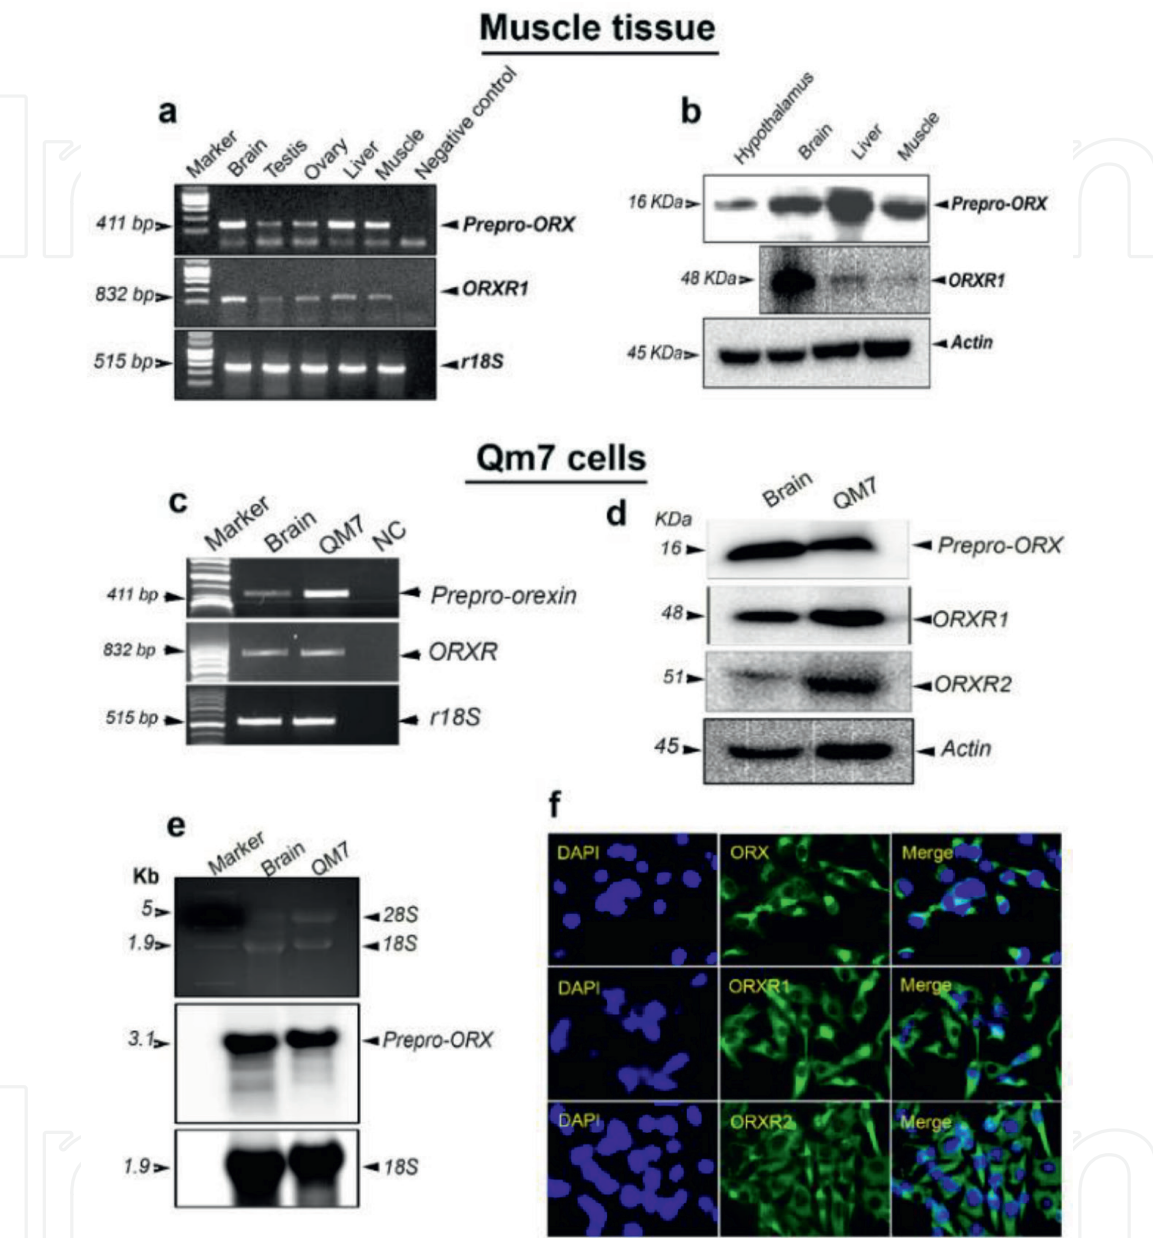 Muscle tissue
a
Marker
Brain
Testis
Ovary
Liver
Muscle
Negative control
411 bp
Prepro-ORX
832 bp
ORXR1
515 bp
r18S
b
Hypothalamus
Brain
Liver
Muscle
16 KDa
Prepro-ORX
48 KDa
ORXR1
45 KDa
Actin
Qm7 cells
c
Marker
Brain
QM7
NC
411 bp
Prepro-orexin
832 bp
ORXR
515 bp
r18S
d
Brain
QM7
KDa
16
Prepro-ORX
48
ORXR1
51
ORXR2
45
Actin
e
Marker
Brain
QM7
Kb
5
28S
1.9
18S
3.1
Prepro-ORX
1.9
18S
f
DAPI ORX Merge
DAPI ORXR1 Merge
DAPI ORXR2 Merge